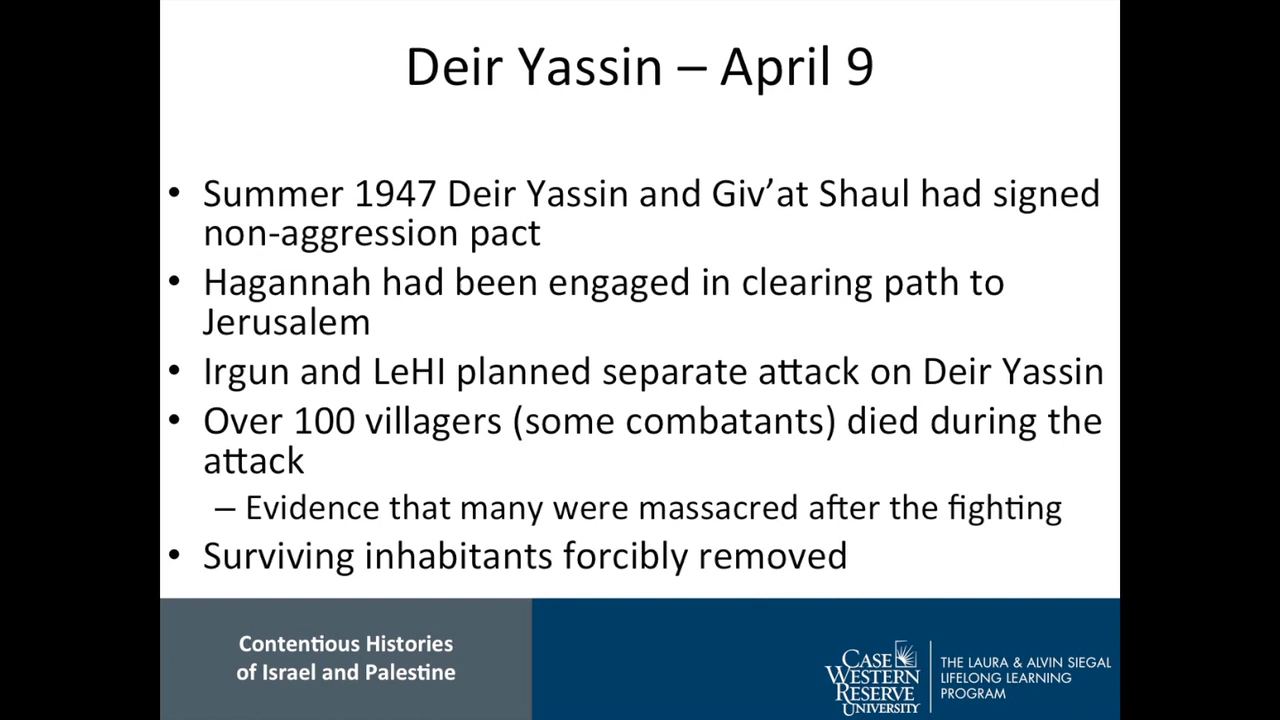 Deir Yassin – April 9
• Summer 1947 Deir Yassin and Giv’at Shaul had signed
non-aggression pact
• Hagannah had been engaged in clearing path to
Jerusalem
• Irgun and LeHI planned separate attack on Deir Yassin
• Over 100 villagers (some combatants) died during the
attack
– Evidence that many were massacred after the fighting
• Surviving inhabitants forcibly removed
Contentious Histories
of Israel and Palestine
CASE
WESTERN
RESERVE
UNIVERSITY
THE LAURA & ALVIN SIEGAL
LIFELONG LEARNING
PROGRAM